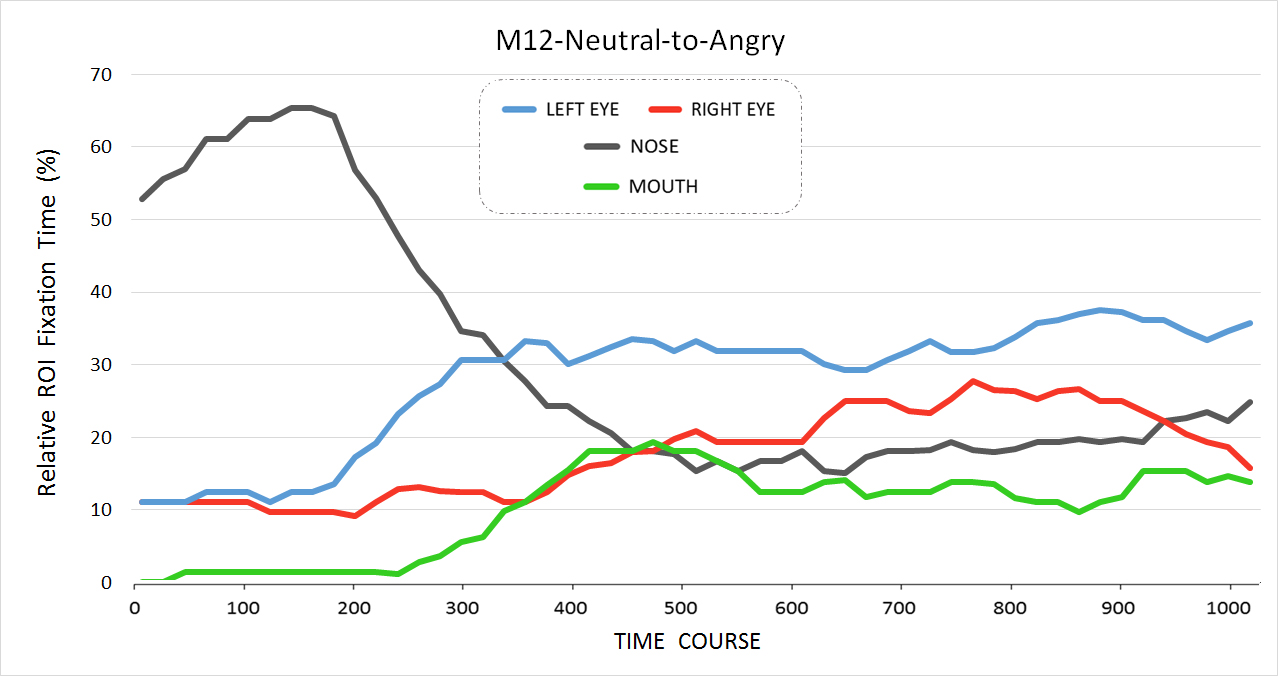 M12-Neutral-to-Angry
70
LEFT EYE RIGHT EYE
NOSE
MOUTH
60
50
40
30
20
10
0
Relative ROI Fixation Time (%)
0 100 200 300 400 500 600 700 800 900 1000
TIME COURSE